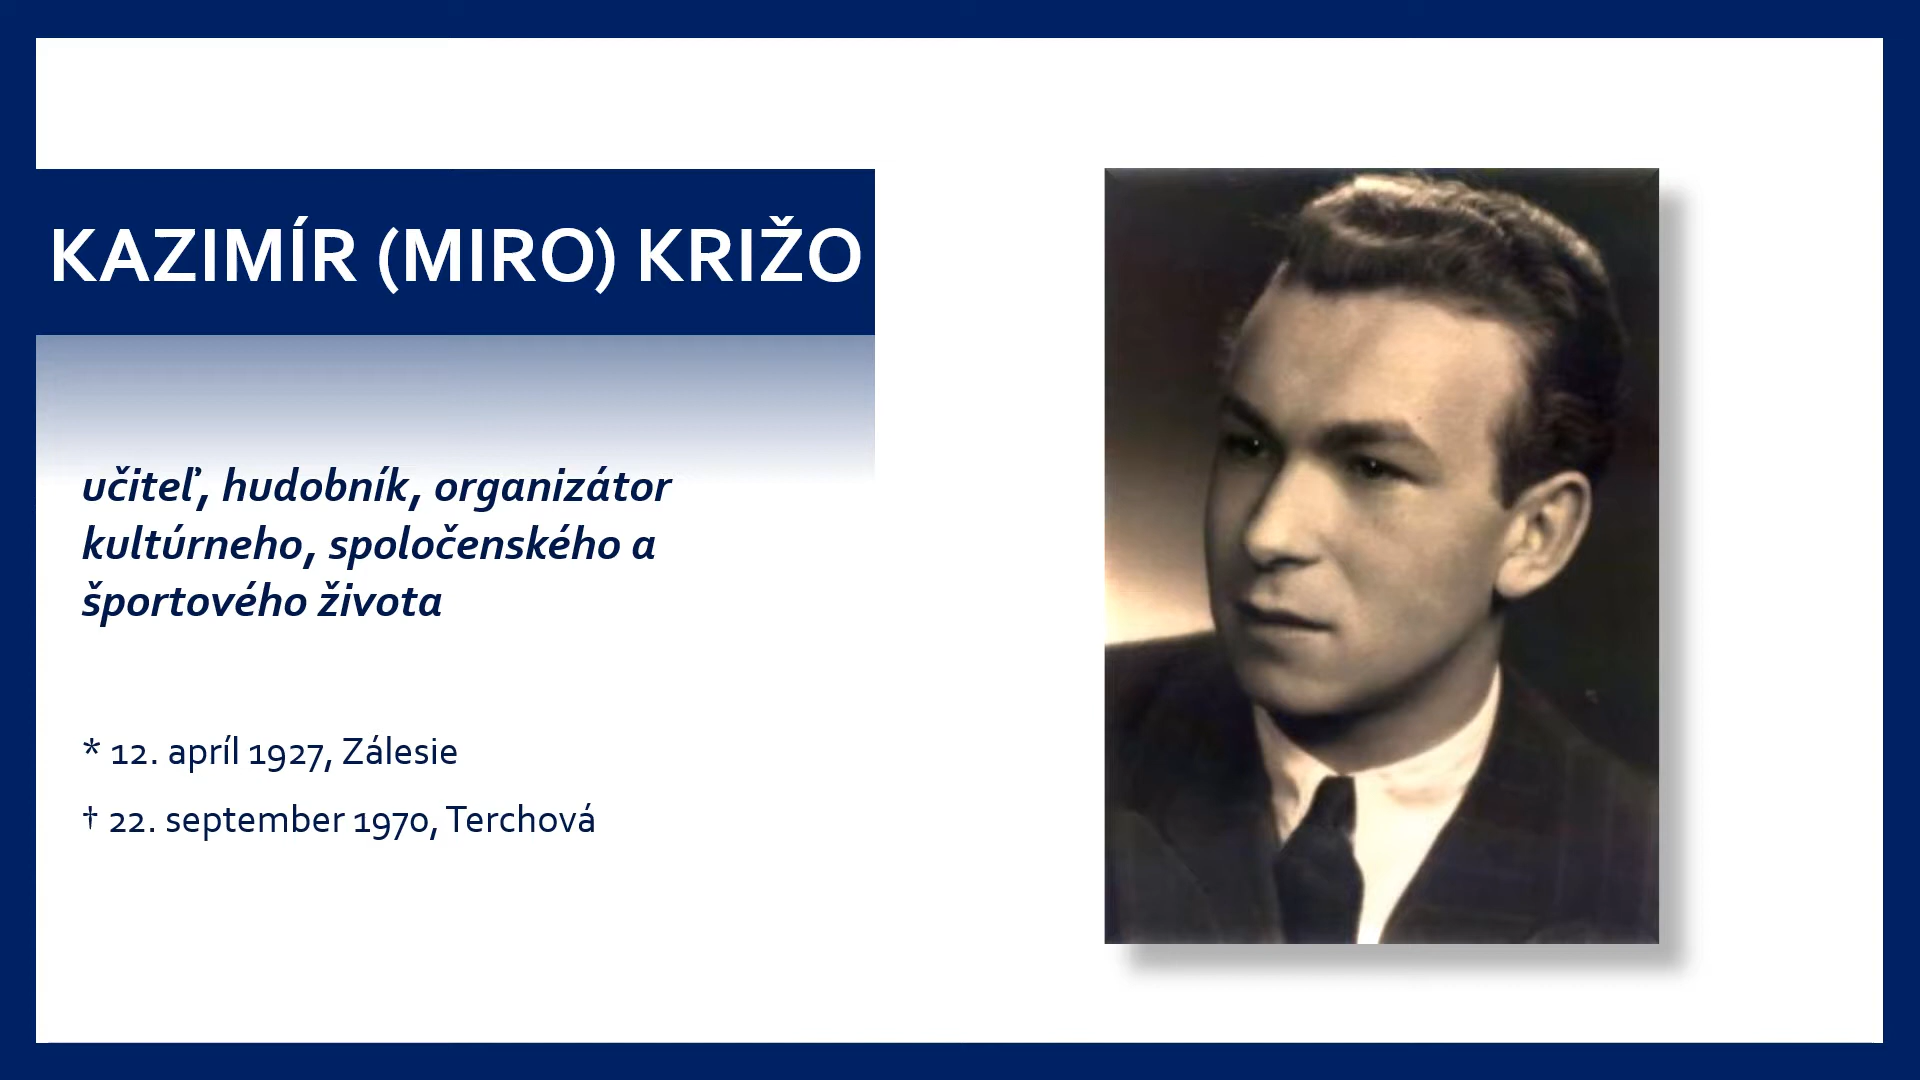 KAZIMÍR (MIRO) KRIŽO
učiteľ, hudobník, organizátor
kultúrneho, spoločenského a
športového života
* 12. apríl 1927, Zálesie
† 22. september 1970, Terchová